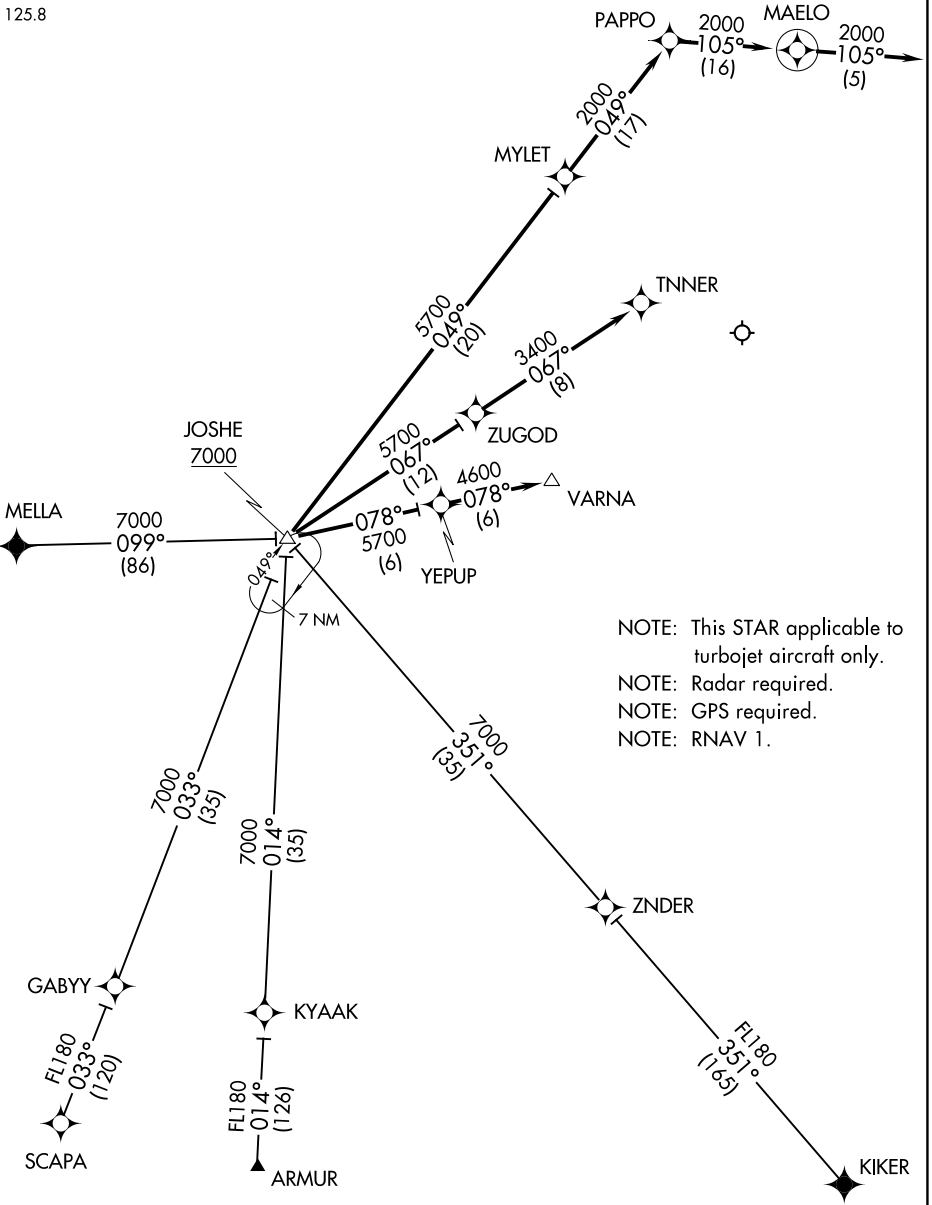 125.8
PAPPO
2000
105°
(16)
MAELO
2000
105°
(5)
2000
049°
(17)
MYLET
5700
049°
(20)
TNNER
3400
067°
(8)
ZUGOD
5700
067°
(12)
JOSHE
7000
4600
078°
(6)
VARNA
078°
5700
(6)
YEPUP
MELLA
7000
099°
(86)
049°
7 NM
NOTE: This STAR applicable to
turbojet aircraft only.
NOTE: Radar required.
NOTE: GPS required.
NOTE: RNAV 1.
7000
351°
(35)
7000
033°
(35)
7000
014°
(35)
ZNDER
GABYY
KYAAK
FL180
033°
(120)
FL180
014°
(126)
FL180
351°
(165)
SCAPA
ARMUR
KIKER